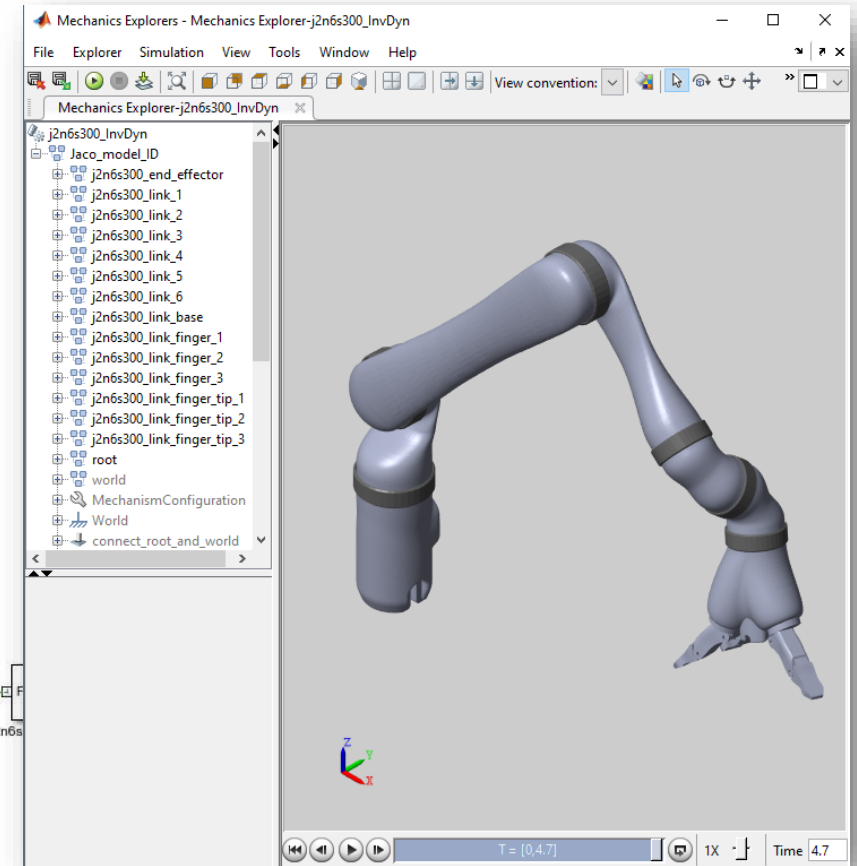 Mechanics Explorers - Mechanics Explorer-j2n6s300_InvDyn
File Explorer Simulation View Tools Window Help
View convention:
Mechanics Explorer-j2n6s300_InvDyn
j2n6s300_InvDyn
Jaco_model_ID
j2n6s300_end_effector
j2n6s300_link_1
j2n6s300_link_2
j2n6s300_link_3
j2n6s300_link_4
j2n6s300_link_5
j2n6s300_link_6
j2n6s300_link_base
j2n6s300_link_finger_1
j2n6s300_link_finger_2
j2n6s300_link_finger_3
j2n6s300_link_finger_tip_1
j2n6s300_link_finger_tip_2
j2n6s300_link_finger_tip_3
root
world
MechanismConfiguration
World
connect_root_and_world
F
n6s
Z
Y
X
T = [0,4.7]
1X
Time 4.7